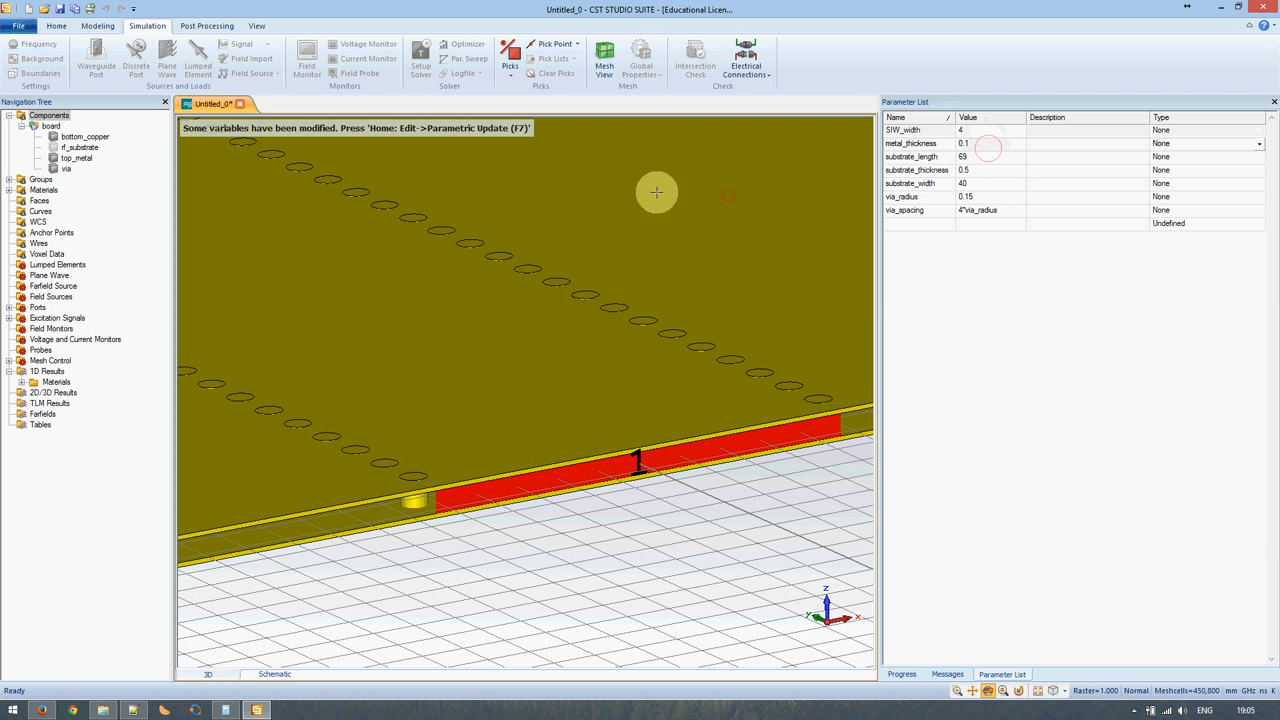 Untitled_0 - CST STUDIO SUITE - [Educational Licen...
File
Home
Modeling
Simulation
Post Processing
View
Frequency
Background
Boundaries
Settings
Waveguide Port
Discrete Port
Plane Wave
Lumped Element
Signal
Field Import
Field Source
Sources and Loads
Field Monitor
Voltage Monitor
Current Monitor
Field Probe
Monitors
Setup Solver
Optimizer
Par. Sweep
Logfile
Solver
Picks
Pick Point
Pick Lists
Clear Picks
Picks
Mesh View
Global Properties
Mesh
Intersection Check
Electrical Connections
Check
Navigation Tree
Components
board
bottom_copper
rf_substrate
top_metal
via
Groups
Materials
Faces
Curves
WCS
Anchor Points
Wires
Voxel Data
Lumped Elements
Plane Wave
Farfield Source
Field Sources
Ports
Excitation Signals
Field Monitors
Voltage and Current Monitors
Probes
Mesh Control
1D Results
Materials
2D/3D Results
TLM Results
Farfields
Tables
Untitled_0*
Some variables have been modified. Press 'Home: Edit->Parametric Update (F7)'
1
z
y
x
3D
Schematic
Parameter List
Name Value Description Type
SIW_width 4 None
metal_thickness 0.1 None
substrate_length 69 None
substrate_thickness 0.5 None
substrate_width 40 None
via_radius 0.15 None
via_spacing 4*via_radius None
Undefined
Progress
Messages
Parameter List
Ready
Raster=1.000 Normal Meshcells=450,800 mm GHz ns K
ENG
19:05